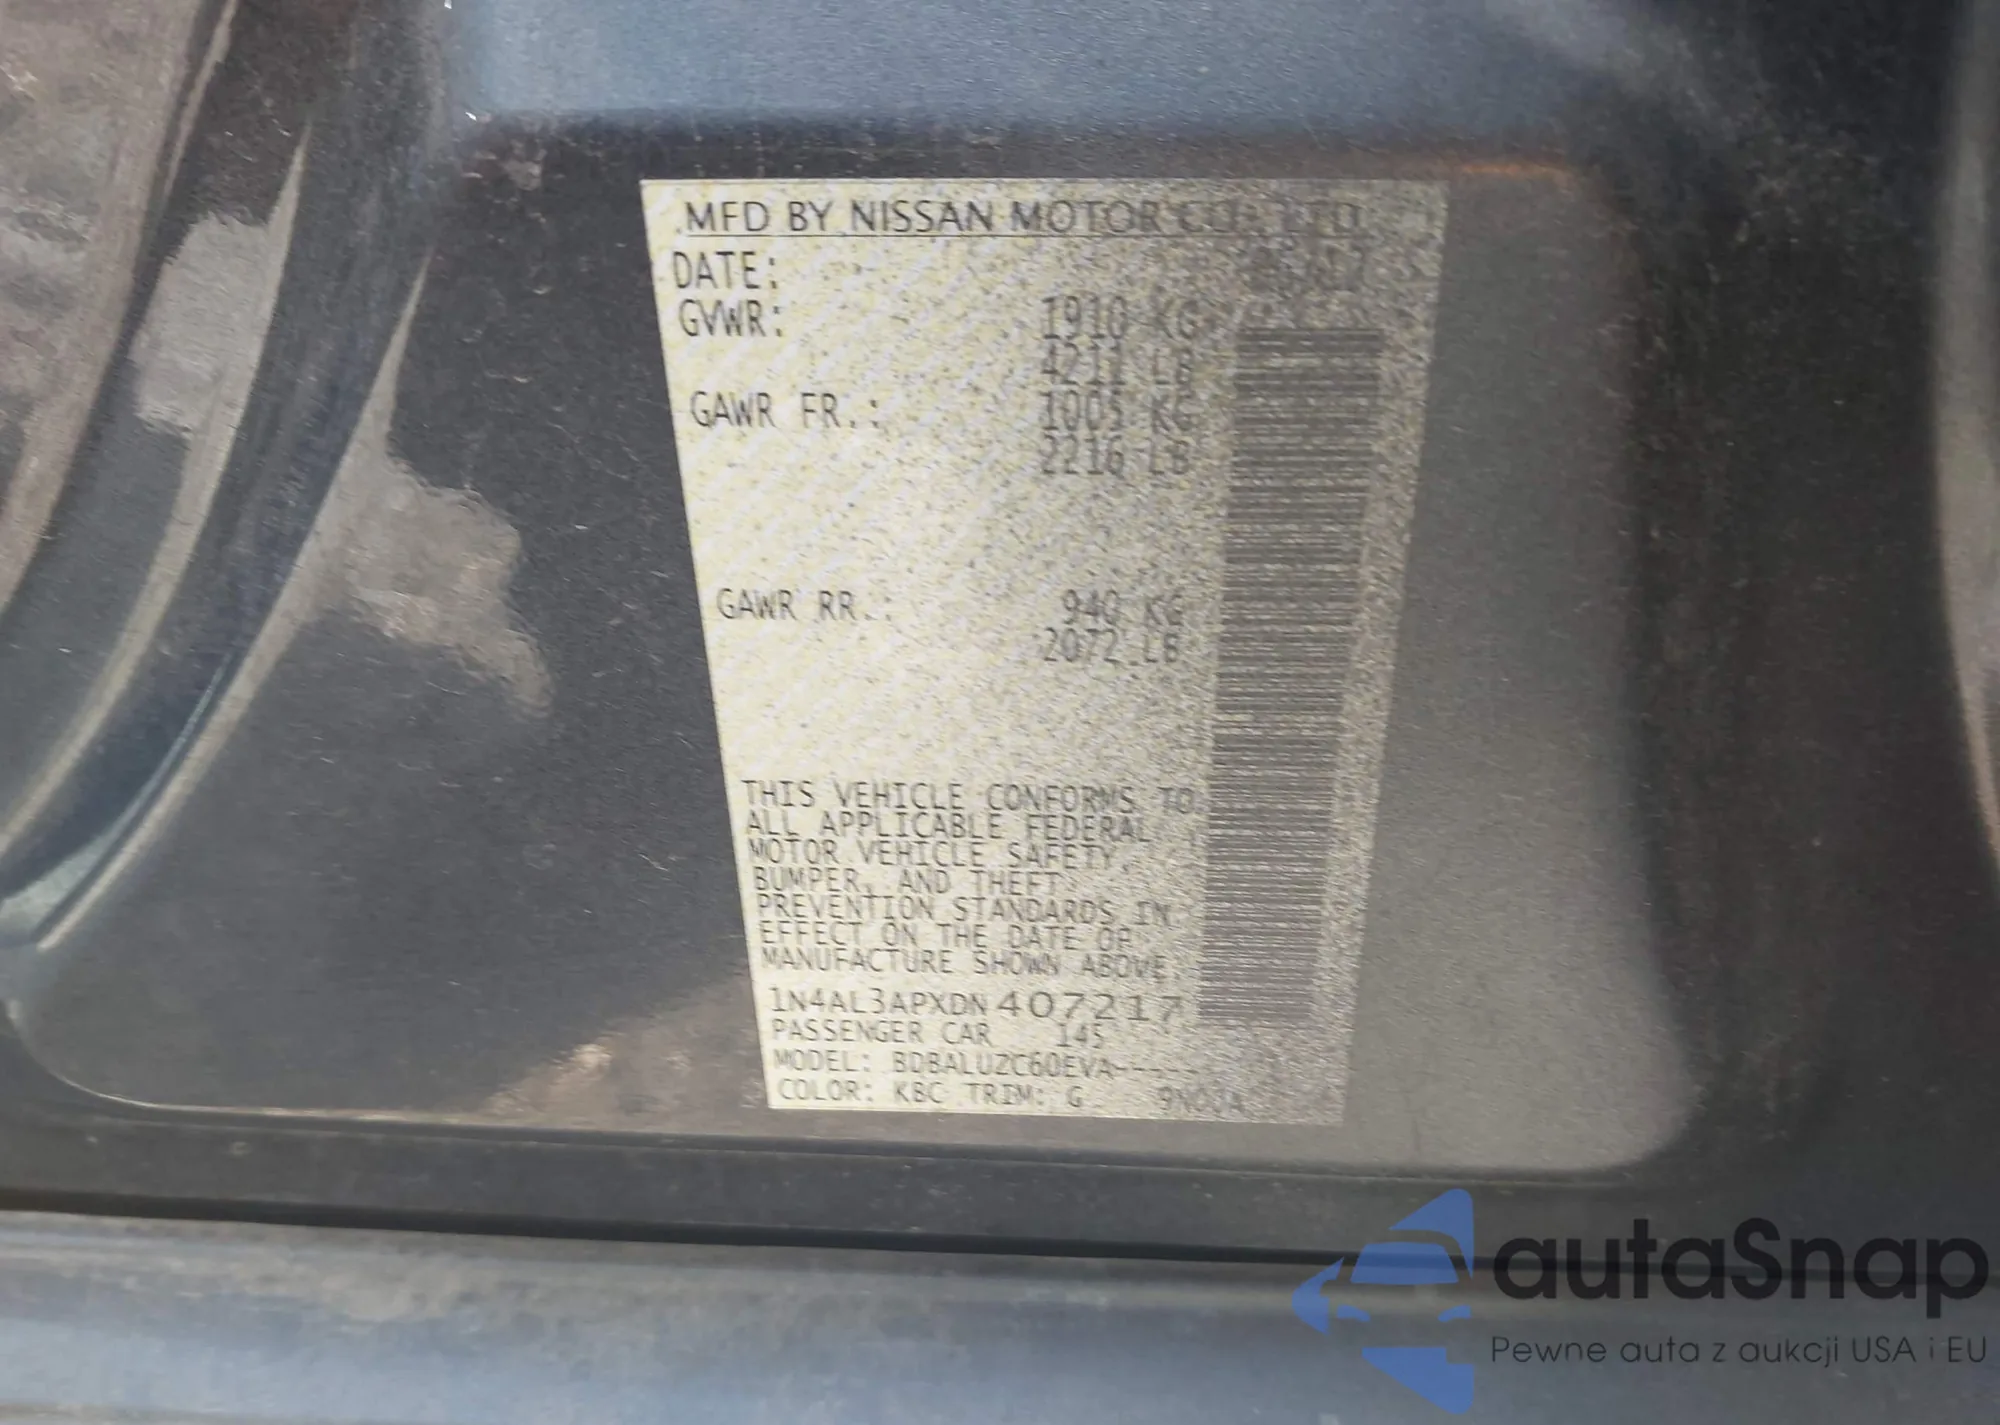 MFD BY NISSAN MOTOR CO., LTD.
DATE:
GVWR: 1910 KG
4211 LB
GAWR FR.: 1005 KG
2216 LB
GAWR RR.: 940 KG
2072 LB
THIS VEHICLE CONFORMS TO
ALL APPLICABLE FEDERAL
MOTOR VEHICLE SAFETY,
BUMPER, AND THEFT
PREVENTION STANDARDS IN
EFFECT ON THE DATE OF
MANUFACTURE SHOWN ABOVE.
1N4AL3APXDN407217
PASSENGER CAR 145
MODEL: BDBALUZC60EVA-----
COLOR: KBC TRIM: G
autaSnap
Pewne auta z aukcji USA i EU